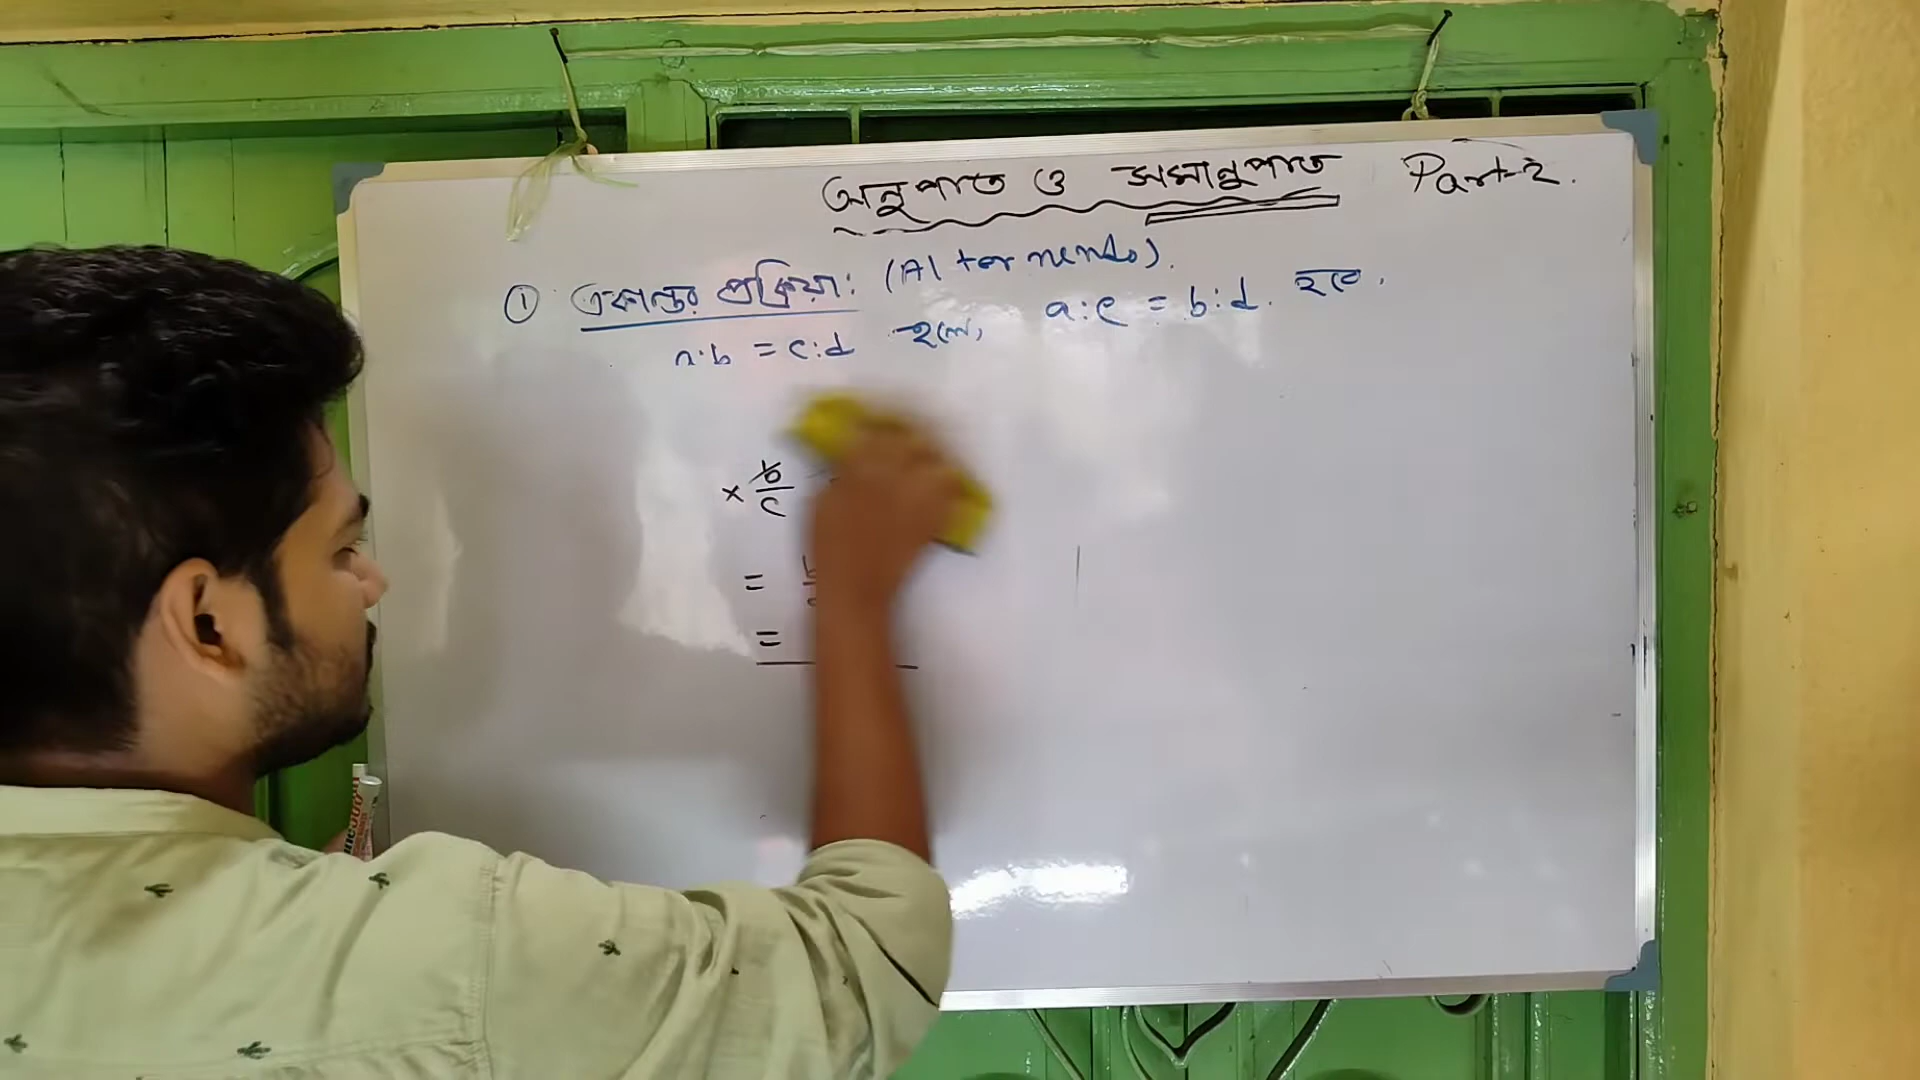 অনুপাত ও সমানুপাত Part-2.
① একান্তর প্রক্রিয়া: (Alternendo).
a:b = c:d হলে, a:c = b:d. হবে.
× b/c
=
=